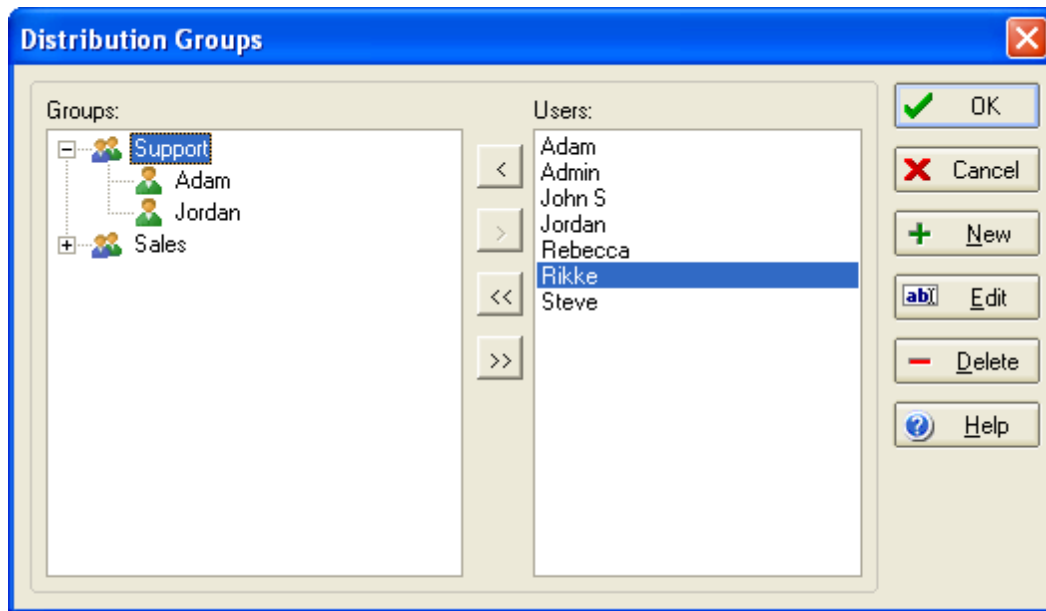 Distribution Groups
Groups:
Support
Adam
Jordan
Sales
<
>
<<
>>
Users:
Adam
Admin
John S
Jordan
Rebecca
Rikke
Steve
OK
Cancel
New
abI Edit
Delete
? Help